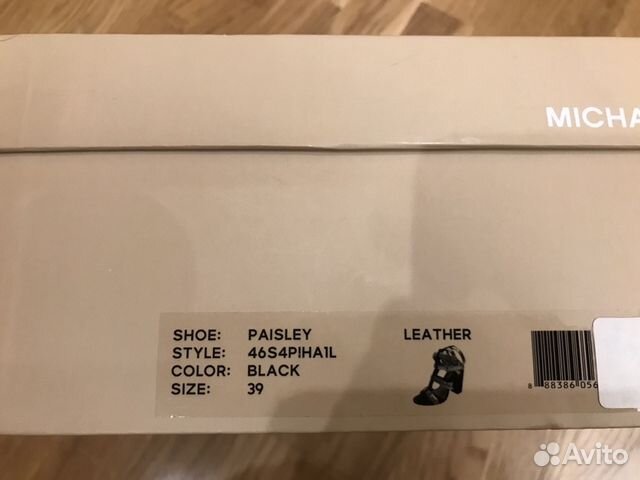 MICHA
SHOE: PAISLEY LEATHER
STYLE: 46S4PIHA1L
COLOR: BLACK
SIZE: 39
8 88386 056
Avito